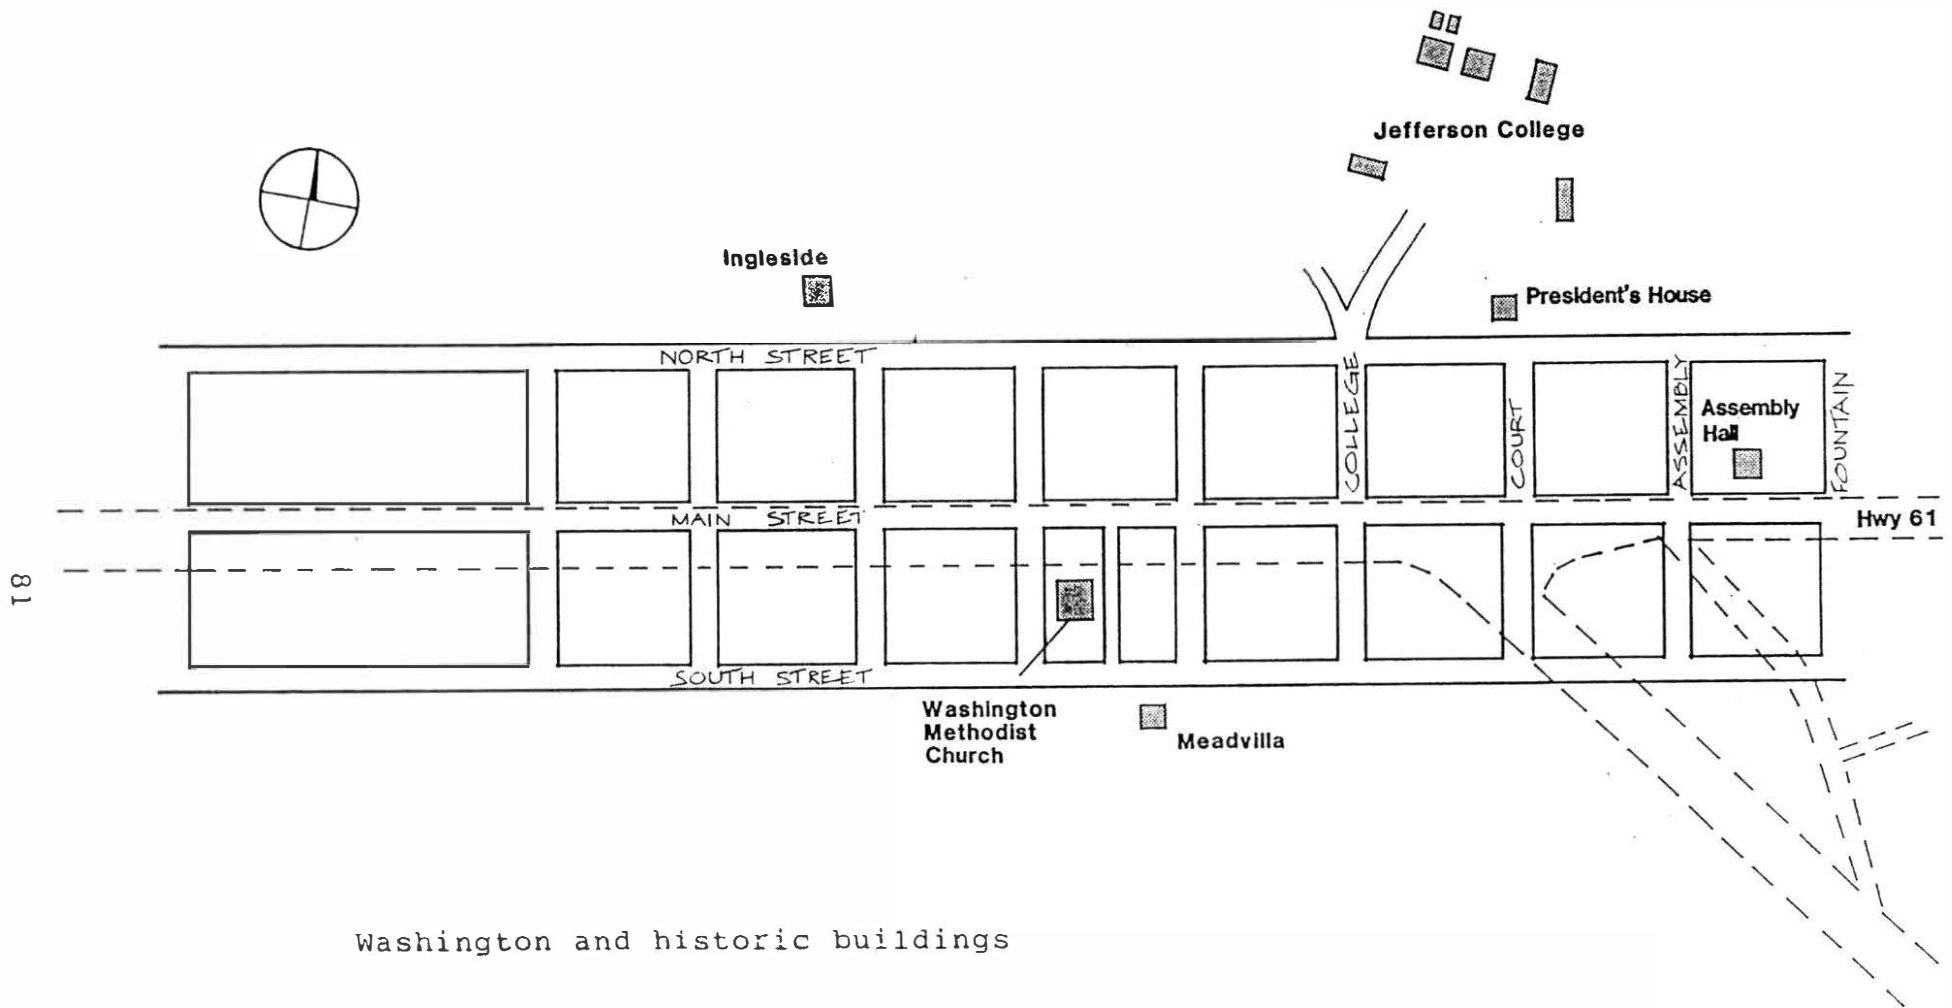 Jefferson College
Ingleside
President's House
NORTH STREET
COLLEGE
COURT
ASSEMBLY
Assembly
Hall
FOUNTAIN
MAIN STREET
Hwy 61
81
SOUTH STREET
Washington
Methodist
Church
Meadvilla
Washington and historic buildings